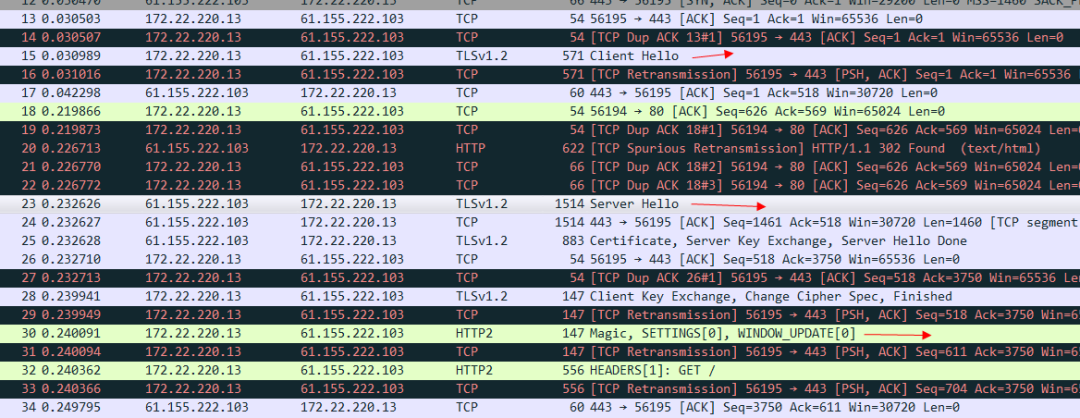 12 0.030470 61.155.222.103 172.22.220.13 TCP 66 443 → 56195 [SYN, ACK] Seq=0 Ack=1 Win=29200 Len=0 MSS=1460
13 0.030505 172.22.220.13 61.155.222.103 TCP 54 56195 → 443 [ACK] Seq=1 Ack=1 Win=65536 Len=0
14 0.030507 172.22.220.13 61.155.222.103 TCP 54 [TCP Dup ACK 13#1] 56195 → 443 [ACK] Seq=1 Ack=1 Win=65536 Len=0
15 0.030989 172.22.220.13 61.155.222.103 TLSv1.2 571 Client Hello
16 0.031016 172.22.220.13 61.155.222.103 TCP 571 [TCP Retransmission] 56195 → 443 [PSH, ACK] Seq=1 Ack=1 Win=65536
17 0.042298 61.155.222.103 172.22.220.13 TCP 60 443 → 56195 [ACK] Seq=1 Ack=518 Win=30720 Len=0
18 0.219866 172.22.220.13 61.155.222.103 TCP 54 56194 → 80 [ACK] Seq=626 Ack=569 Win=65024 Len=0
19 0.219873 172.22.220.13 61.155.222.103 TCP 54 [TCP Dup ACK 18#1] 56194 → 80 [ACK] Seq=626 Ack=569 Win=65024
20 0.226713 61.155.222.103 172.22.220.13 HTTP 622 [TCP Spurious Retransmission] HTTP/1.1 302 Found (text/html)
21 0.226770 172.22.220.13 61.155.222.103 TCP 66 [TCP Dup ACK 18#2] 56194 → 80 [ACK] Seq=626 Ack=569 Win=65024
22 0.226772 172.22.220.13 61.155.222.103 TCP 66 [TCP Dup ACK 18#3] 56194 → 80 [ACK] Seq=626 Ack=569 Win=65024
23 0.232626 61.155.222.103 172.22.220.13 TLSv1.2 1514 Server Hello
24 0.232627 61.155.222.103 172.22.220.13 TCP 1514 443 → 56195 [ACK] Seq=1461 Ack=518 Win=30720 Len=1460 [TCP segment
25 0.232628 61.155.222.103 172.22.220.13 TLSv1.2 883 Certificate, Server Key Exchange, Server Hello Done
26 0.232710 172.22.220.13 61.155.222.103 TCP 54 56195 → 443 [ACK] Seq=518 Ack=3750 Win=65536 Len=0
27 0.232713 172.22.220.13 61.155.222.103 TCP 54 [TCP Dup ACK 26#1] 56195 → 443 [ACK] Seq=518 Ack=3750 Win=65536
28 0.239941 172.22.220.13 61.155.222.103 TLSv1.2 147 Client Key Exchange, Change Cipher Spec, Finished
29 0.239949 172.22.220.13 61.155.222.103 TCP 147 [TCP Retransmission] 56195 → 443 [PSH, ACK] Seq=518 Ack=3750
30 0.240091 172.22.220.13 61.155.222.103 HTTP2 147 Magic, SETTINGS[0], WINDOW_UPDATE[0]
31 0.240094 172.22.220.13 61.155.222.103 TCP 147 [TCP Retransmission] 56195 → 443 [PSH, ACK] Seq=611 Ack=3750
32 0.240362 172.22.220.13 61.155.222.103 HTTP2 556 HEADERS[1]: GET /
33 0.240366 172.22.220.13 61.155.222.103 TCP 556 [TCP Retransmission] 56195 → 443 [PSH, ACK] Seq=704 Ack=3750
34 0.249795 61.155.222.103 172.22.220.13 TCP 60 443 → 56195 [ACK] Seq=3750 Ack=611 Win=30720 Len=0